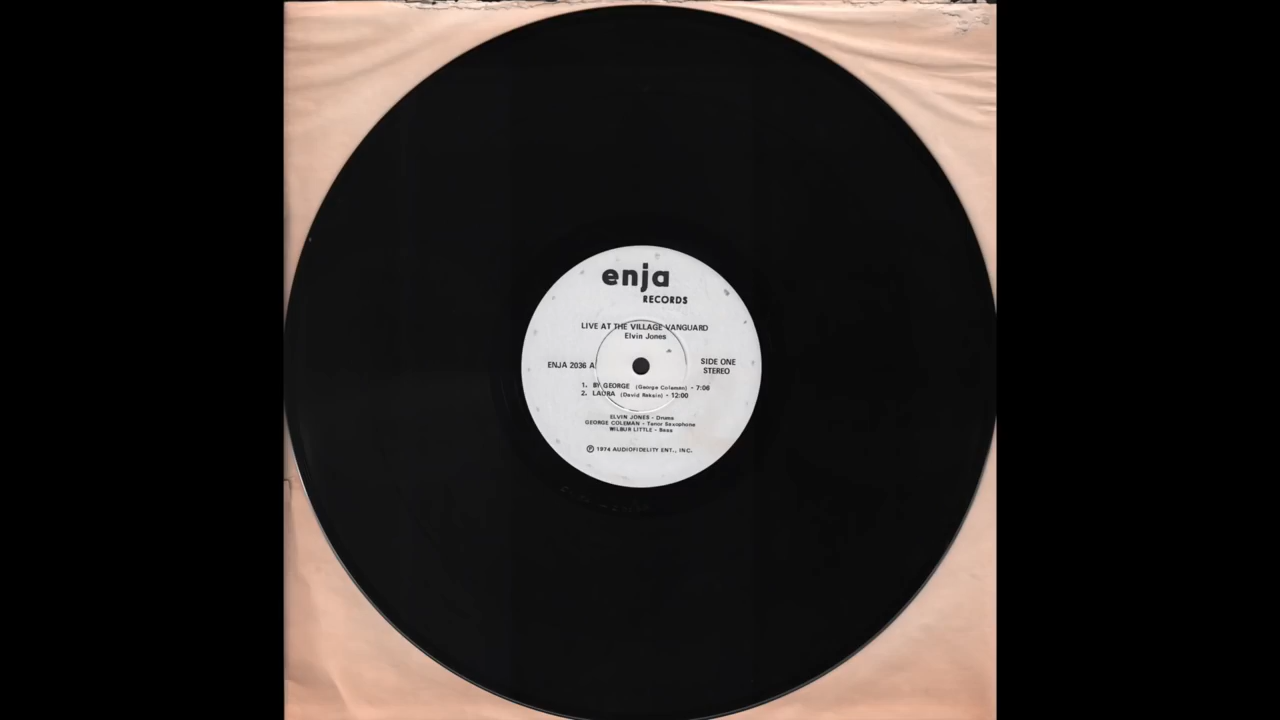 enja
RECORDS
LIVE AT THE VILLAGE VANGUARD
Elvin Jones
ENJA 2036 A
SIDE ONE
STEREO
1. BY GEORGE (George Coleman) - 7:06
2. LAURA (David Raksin) - 12:00
ELVIN JONES - Drums
GEORGE COLEMAN - Tenor Saxophone
WILBUR LITTLE - Bass
Ⓟ 1974 AUDIOFIDELITY ENT., INC.